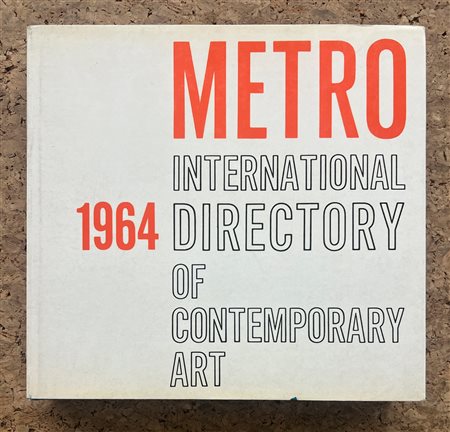 METRO
INTERNATIONAL
1964 DIRECTORY
OF
CONTEMPORARY
ART